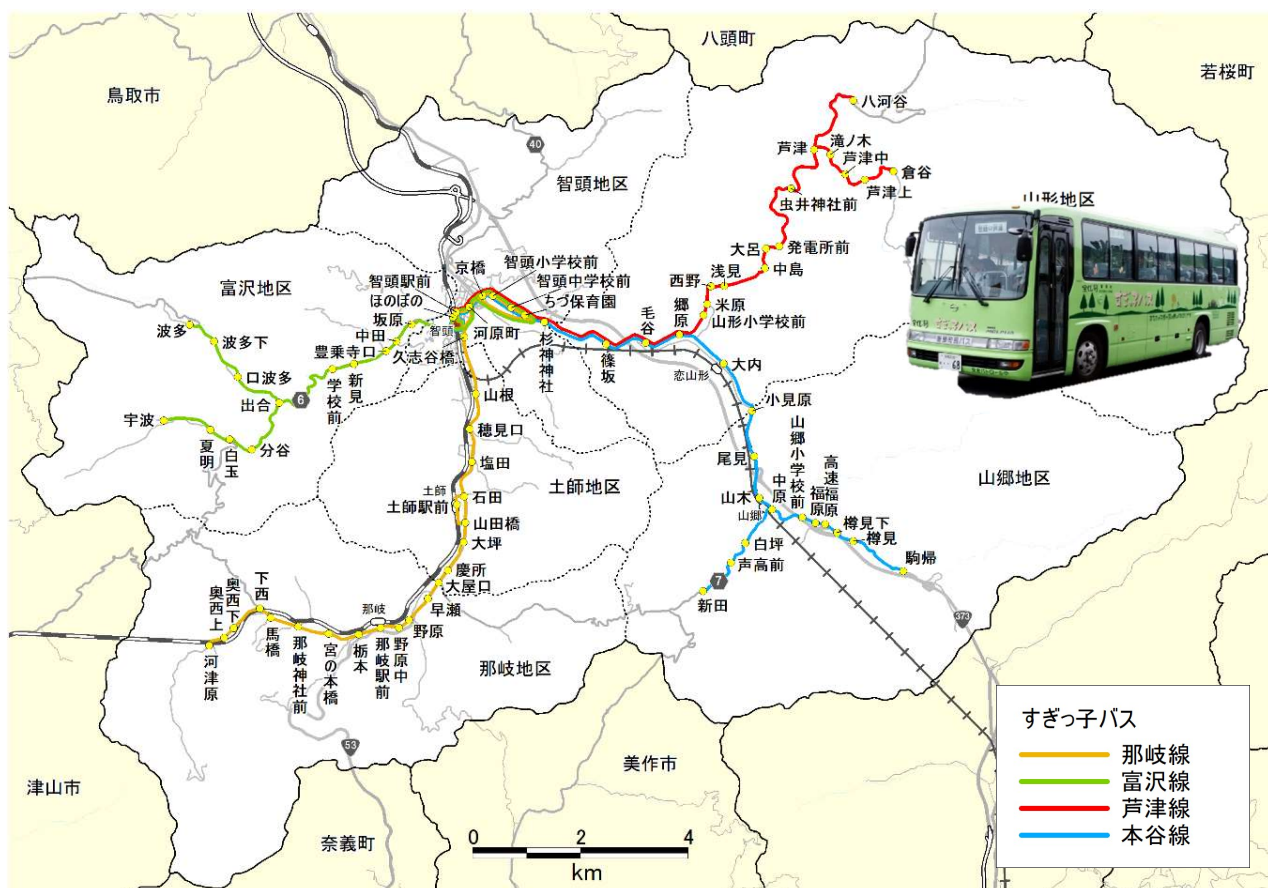 八頭町
若桜町
鳥取市
40
智頭地区
山形地区
富沢地区
土師地区
山郷地区
那岐地区
津山市
奈義町
美作市
八河谷
芦津
滝ノ木
芦津中
倉谷
芦津上
虫井神社前
大呂
発電所前
中島
西野
浅見
米原
山形小学校前
郷原
毛谷
篠坂
杉神神社
京橋
智頭小学校前
智頭駅前
智頭中学校前
ほのぼの
ちづ保育園
坂原
智頭
河原町
中田
久志谷橋
豊乗寺口
新見
学校前
6
波多
波多下
口波多
出合
宇波
夏明
白玉
分谷
山根
穂見口
塩田
石田
土師
土師駅前
山田橋
大坪
慶所
大屋口
早瀬
野原
野原中
那岐
那岐駅前
栃本
宮の本橋
那岐神社前
馬橋
下西
奥西下
奥西上
河津原
53
恋山形
大内
小見原
尾見
山木
山郷
中原
山郷小学校前
福原
高速福原
樽見下
樽見
駒帰
白坪
声高前
7
新田
373
すぎっ子バス
68
0 2 4
km
すぎっ子バス
那岐線
富沢線
芦津線
本谷線